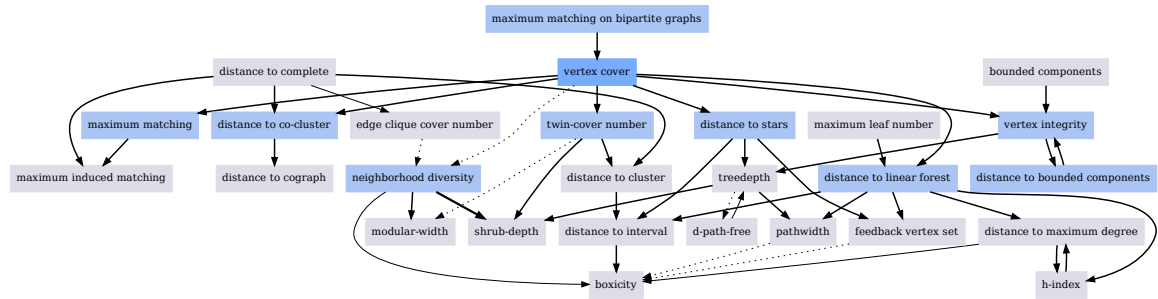 maximum matching on bipartite graphs
distance to complete
vertex cover
bounded components
maximum matching
distance to co-cluster
edge clique cover number
twin-cover number
distance to stars
maximum leaf number
vertex integrity
maximum induced matching
distance to cograph
neighborhood diversity
distance to cluster
treedepth
distance to linear forest
distance to bounded components
modular-width
shrub-depth
distance to interval
d-path-free
pathwidth
feedback vertex set
distance to maximum degree
boxicity
h-index